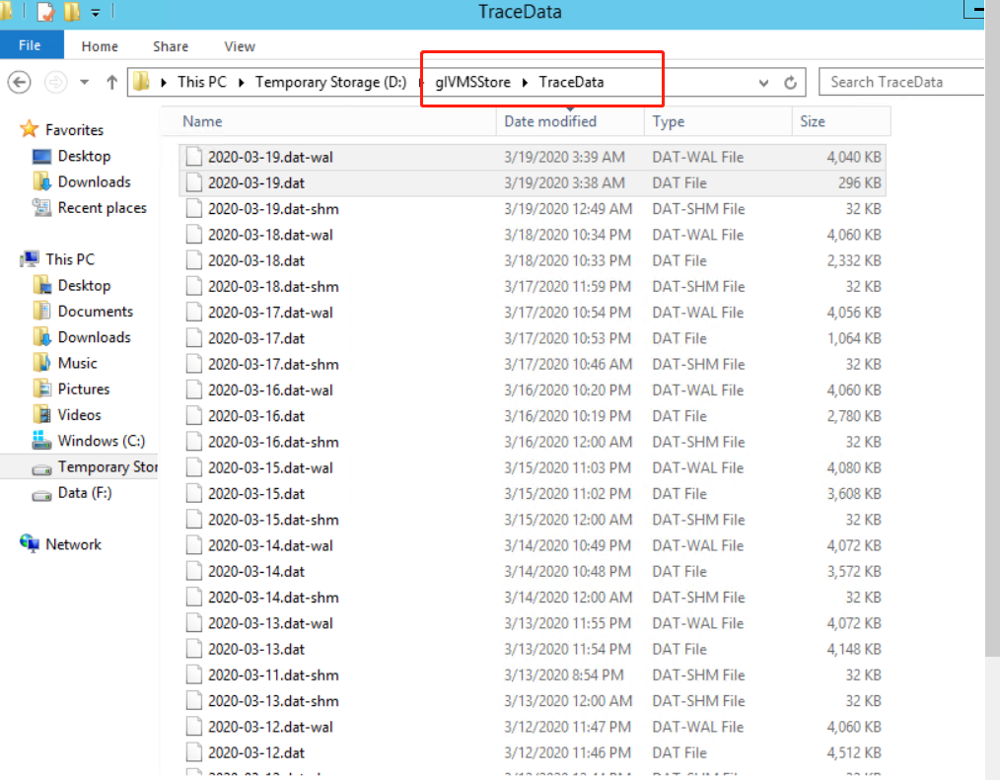 TraceData
File Home Share View
This PC Temporary Storage (D:) glVMSStore TraceData Search TraceData
Name Date modified Type Size
Favorites
Desktop
Downloads
Recent places
This PC
Desktop
Documents
Downloads
Music
Pictures
Videos
Windows (C:)
Temporary Stor
Data (F:)
Network
2020-03-19.dat-wal 3/19/2020 3:39 AM DAT-WAL File 4,040 KB
2020-03-19.dat 3/19/2020 3:38 AM DAT File 296 KB
2020-03-19.dat-shm 3/19/2020 12:49 AM DAT-SHM File 32 KB
2020-03-18.dat-wal 3/18/2020 10:34 PM DAT-WAL File 4,060 KB
2020-03-18.dat 3/18/2020 10:33 PM DAT File 2,332 KB
2020-03-18.dat-shm 3/17/2020 11:59 PM DAT-SHM File 32 KB
2020-03-17.dat-wal 3/17/2020 10:54 PM DAT-WAL File 4,056 KB
2020-03-17.dat 3/17/2020 10:53 PM DAT File 1,064 KB
2020-03-17.dat-shm 3/17/2020 10:46 AM DAT-SHM File 32 KB
2020-03-16.dat-wal 3/16/2020 10:20 PM DAT-WAL File 4,060 KB
2020-03-16.dat 3/16/2020 10:19 PM DAT File 2,780 KB
2020-03-16.dat-shm 3/16/2020 12:00 AM DAT-SHM File 32 KB
2020-03-15.dat-wal 3/15/2020 11:03 PM DAT-WAL File 4,080 KB
2020-03-15.dat 3/15/2020 11:02 PM DAT File 3,608 KB
2020-03-15.dat-shm 3/15/2020 12:00 AM DAT-SHM File 32 KB
2020-03-14.dat-wal 3/14/2020 10:49 PM DAT-WAL File 4,072 KB
2020-03-14.dat 3/14/2020 10:48 PM DAT File 3,572 KB
2020-03-14.dat-shm 3/14/2020 12:00 AM DAT-SHM File 32 KB
2020-03-13.dat-wal 3/13/2020 11:55 PM DAT-WAL File 4,072 KB
2020-03-13.dat 3/13/2020 11:54 PM DAT File 4,148 KB
2020-03-11.dat-shm 3/13/2020 8:54 PM DAT-SHM File 32 KB
2020-03-13.dat-shm 3/13/2020 12:00 AM DAT-SHM File 32 KB
2020-03-12.dat-wal 3/12/2020 11:47 PM DAT-WAL File 4,060 KB
2020-03-12.dat 3/12/2020 11:46 PM DAT File 4,512 KB